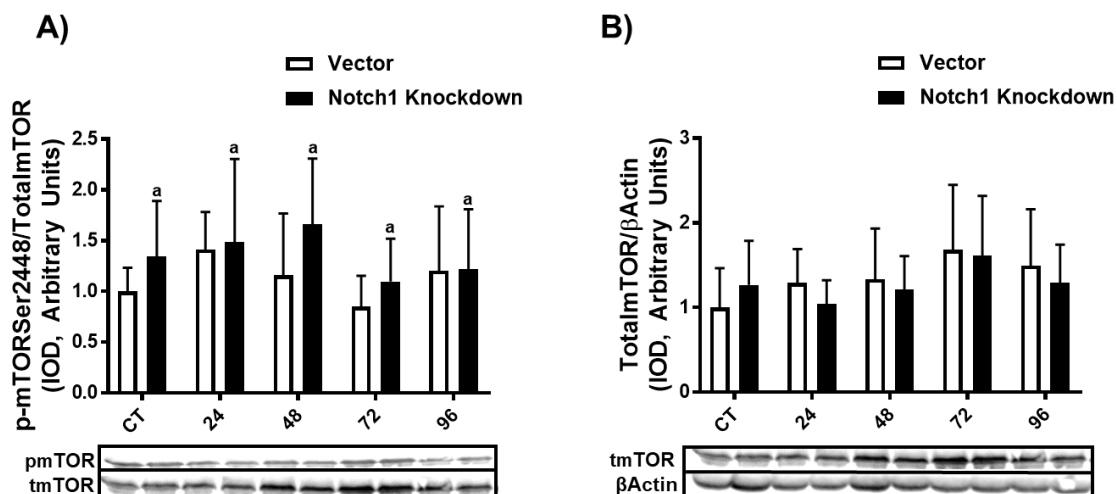 A)
Vector
Notch1 Knockdown
p-mTORSer2448/TotalmTOR
(IOD, Arbitrary Units)
2.5
2.0
1.5
1.0
0.5
0.0
a
a
a
a
a
CT
24
48
72
96
pmTOR
tmTOR
B)
Vector
Notch1 Knockdown
TotalmTOR/βActin
(IOD, Arbitrary Units)
3
2
1
0
CT
24
48
72
96
tmTOR
βActin